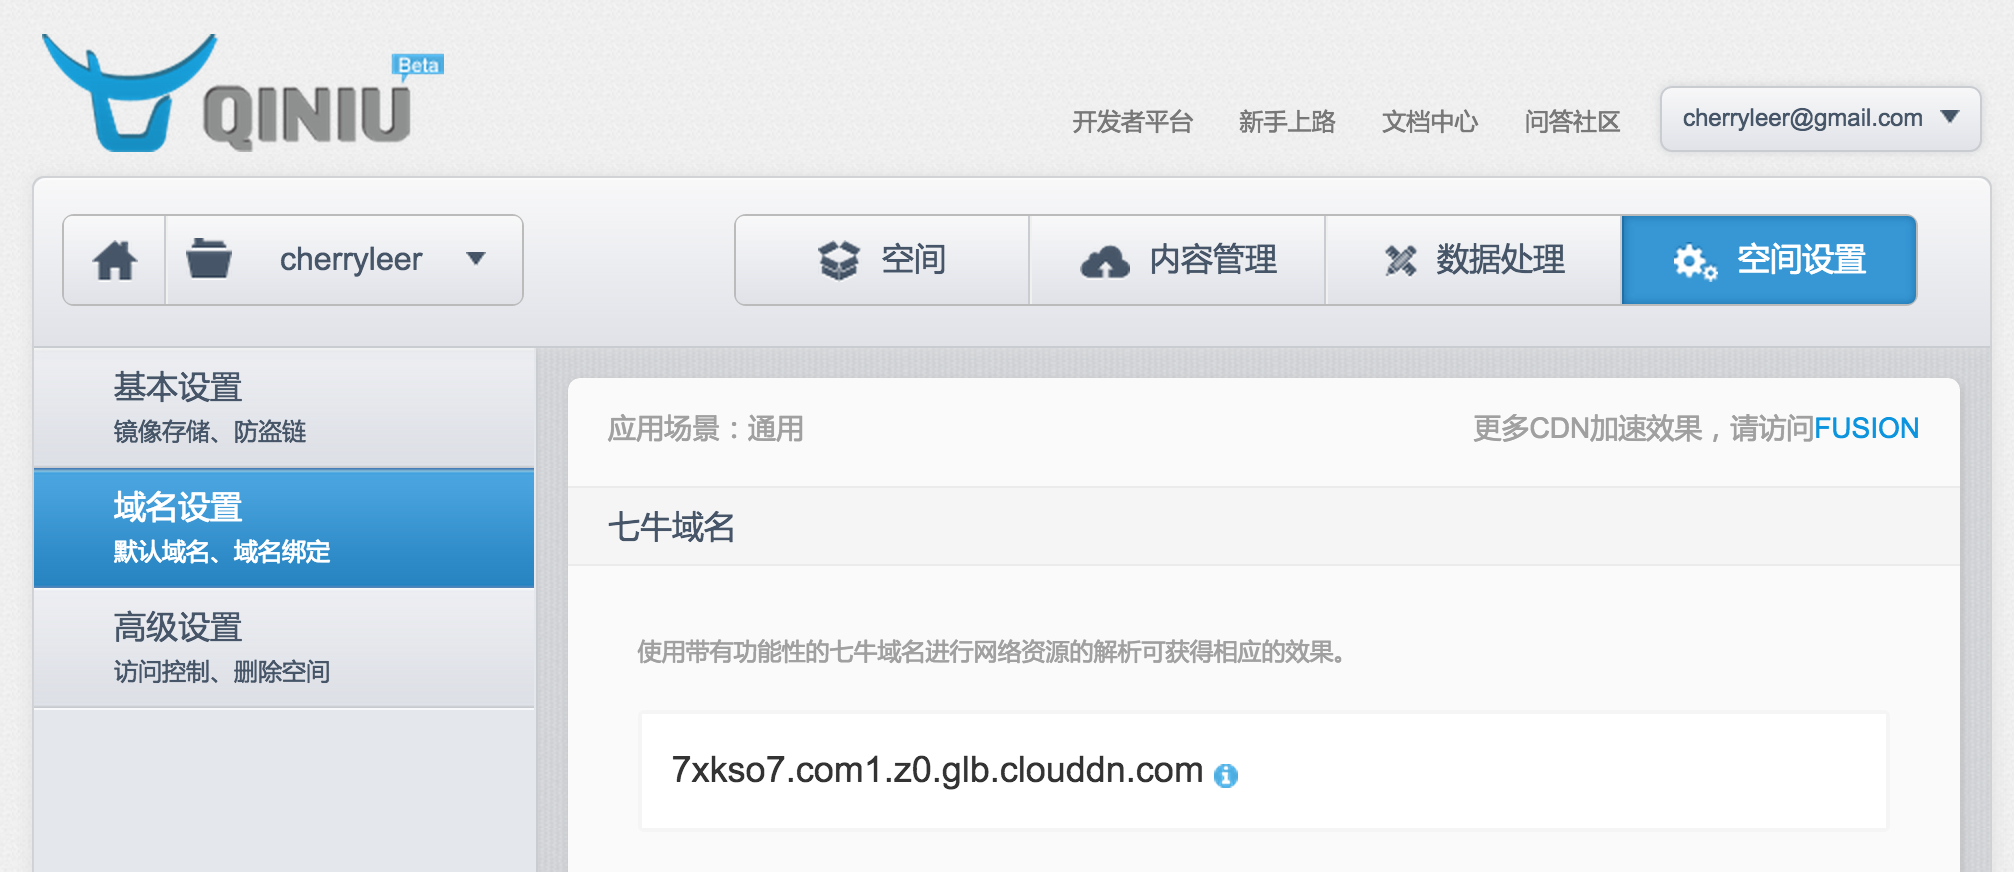 QINIU Beta
开发者平台 新手上路 文档中心 问答社区 cherryleer@gmail.com
cherryleer 空间 内容管理 数据处理 空间设置
基本设置
镜像存储、防盗链
域名设置
默认域名、域名绑定
高级设置
访问控制、删除空间
应用场景：通用 更多CDN加速效果，请访问FUSION
七牛域名
使用带有功能性的七牛域名进行网络资源的解析可获得相应的效果。
7xkso7.com1.z0.glb.clouddn.com